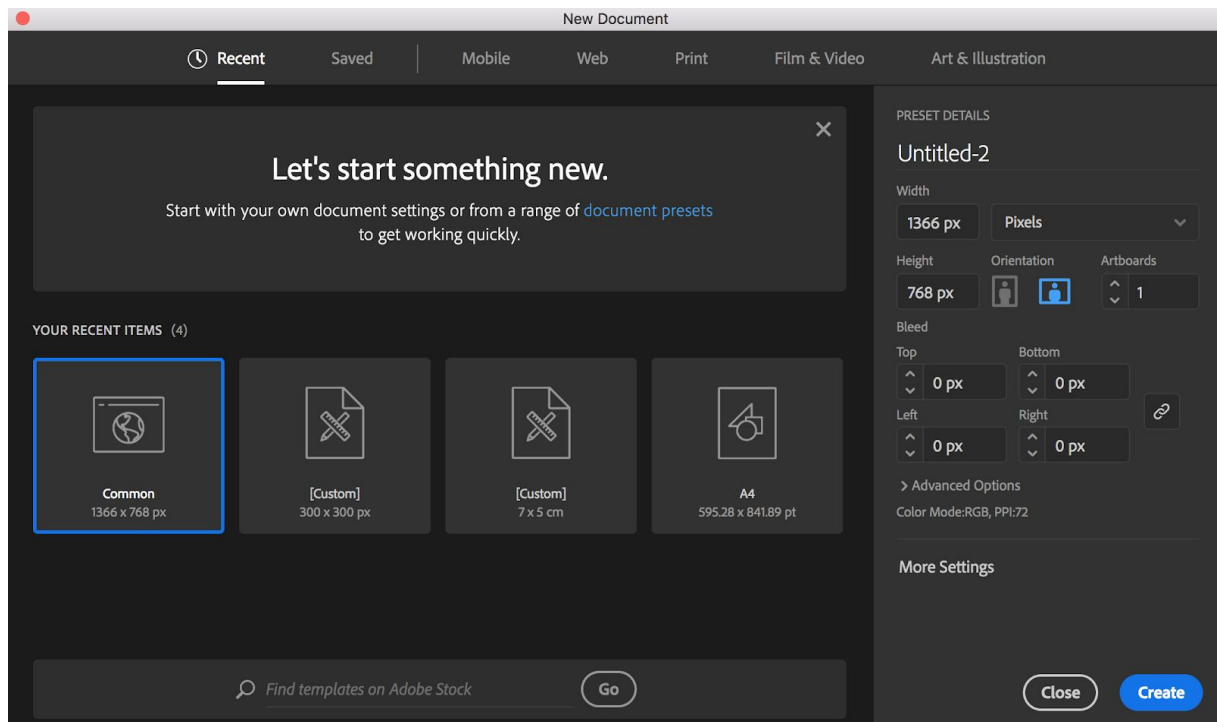 New Document
Recent Saved Mobile Web Print Film & Video Art & Illustration
Let's start something new.
Start with your own document settings or from a range of document presets
to get working quickly.
YOUR RECENT ITEMS (4)
Common
1366 x 768 px
[Custom]
300 x 300 px
[Custom]
7 x 5 cm
A4
595.28 x 841.89 pt
Find templates on Adobe Stock
Go
PRESET DETAILS
Untitled-2
Width
1366 px Pixels
Height Orientation Artboards
768 px 1
Bleed
Top Bottom
0 px 0 px
Left Right
0 px 0 px
Advanced Options
Color Mode:RGB, PPI:72
More Settings
Close Create